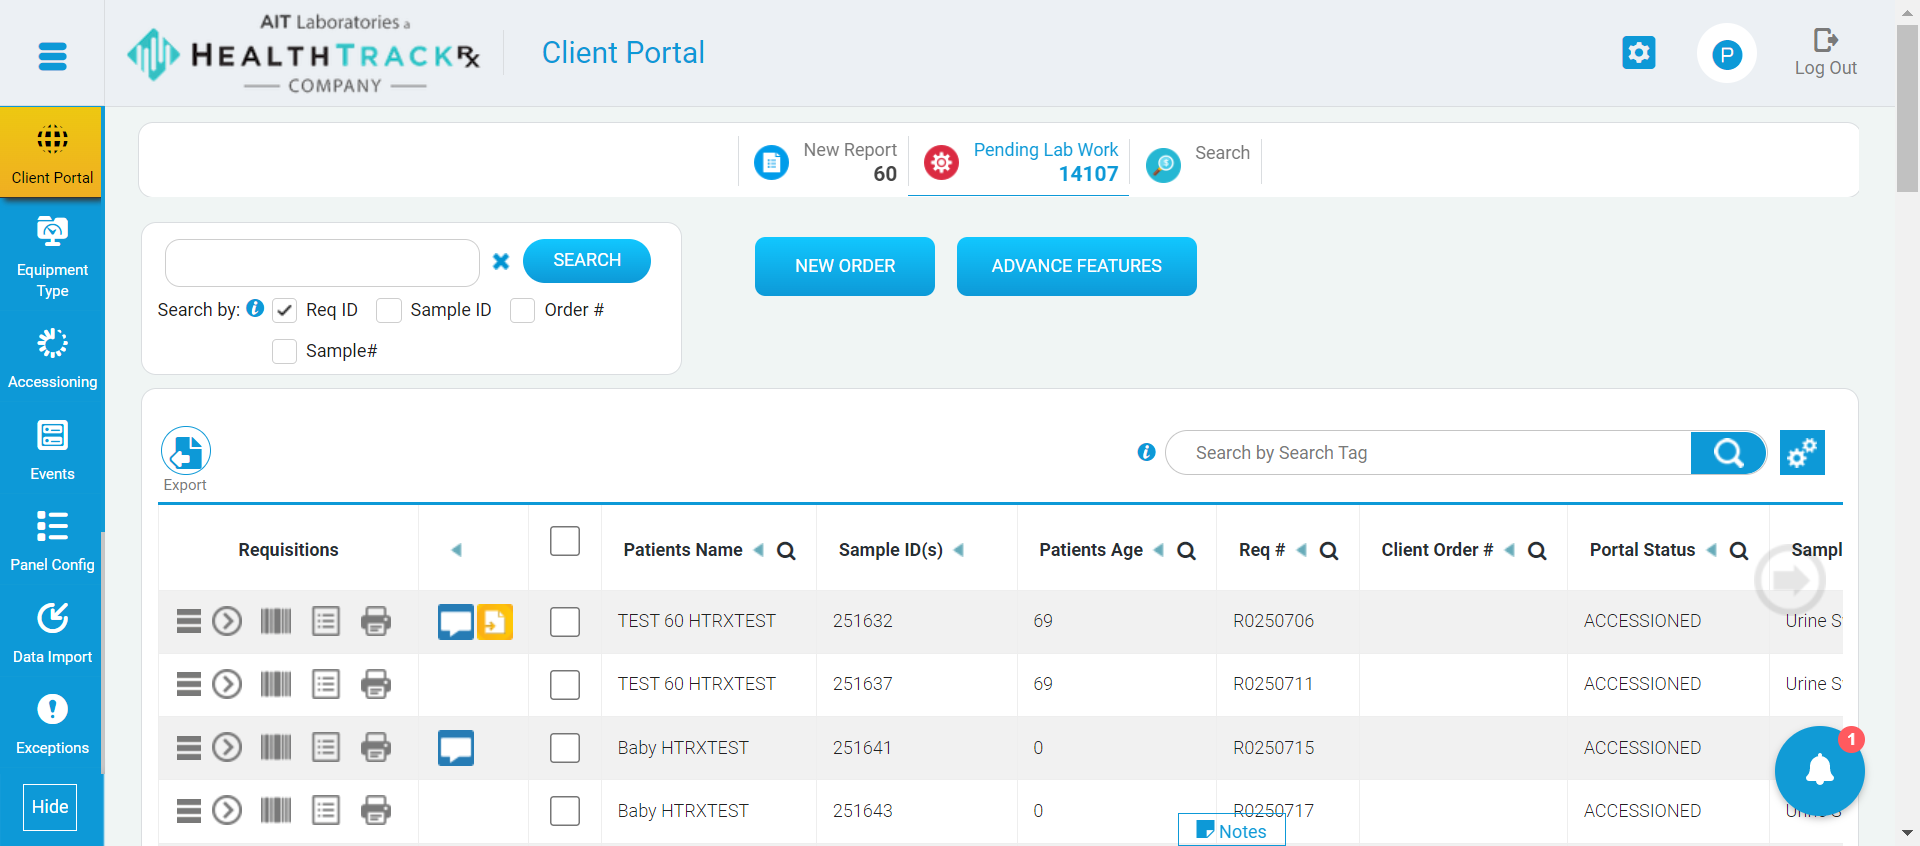 AIT Laboratories a
HEALTHTRACKRx
COMPANY
Client Portal
P
Log Out
Client Portal
Equipment
Type
Accessioning
Events
Panel Config
Data Import
Exceptions
Hide
New Report
60
Pending Lab Work
14107
Search
SEARCH
NEW ORDER
ADVANCE FEATURES
Search by: i Req ID Sample ID Order #
Sample#
Export
i Search by Search Tag
Requisitions Patients Name Sample ID(s) Patients Age Req # Client Order # Portal Status Sampl
TEST 60 HTRXTEST 251632 69 R0250706 ACCESSIONED Urine S
TEST 60 HTRXTEST 251637 69 R0250711 ACCESSIONED Urine S
Baby HTRXTEST 251641 0 R0250715 ACCESSIONED
1
Baby HTRXTEST 251643 0 R0250717 ACCESSIONED Urine S
Notes